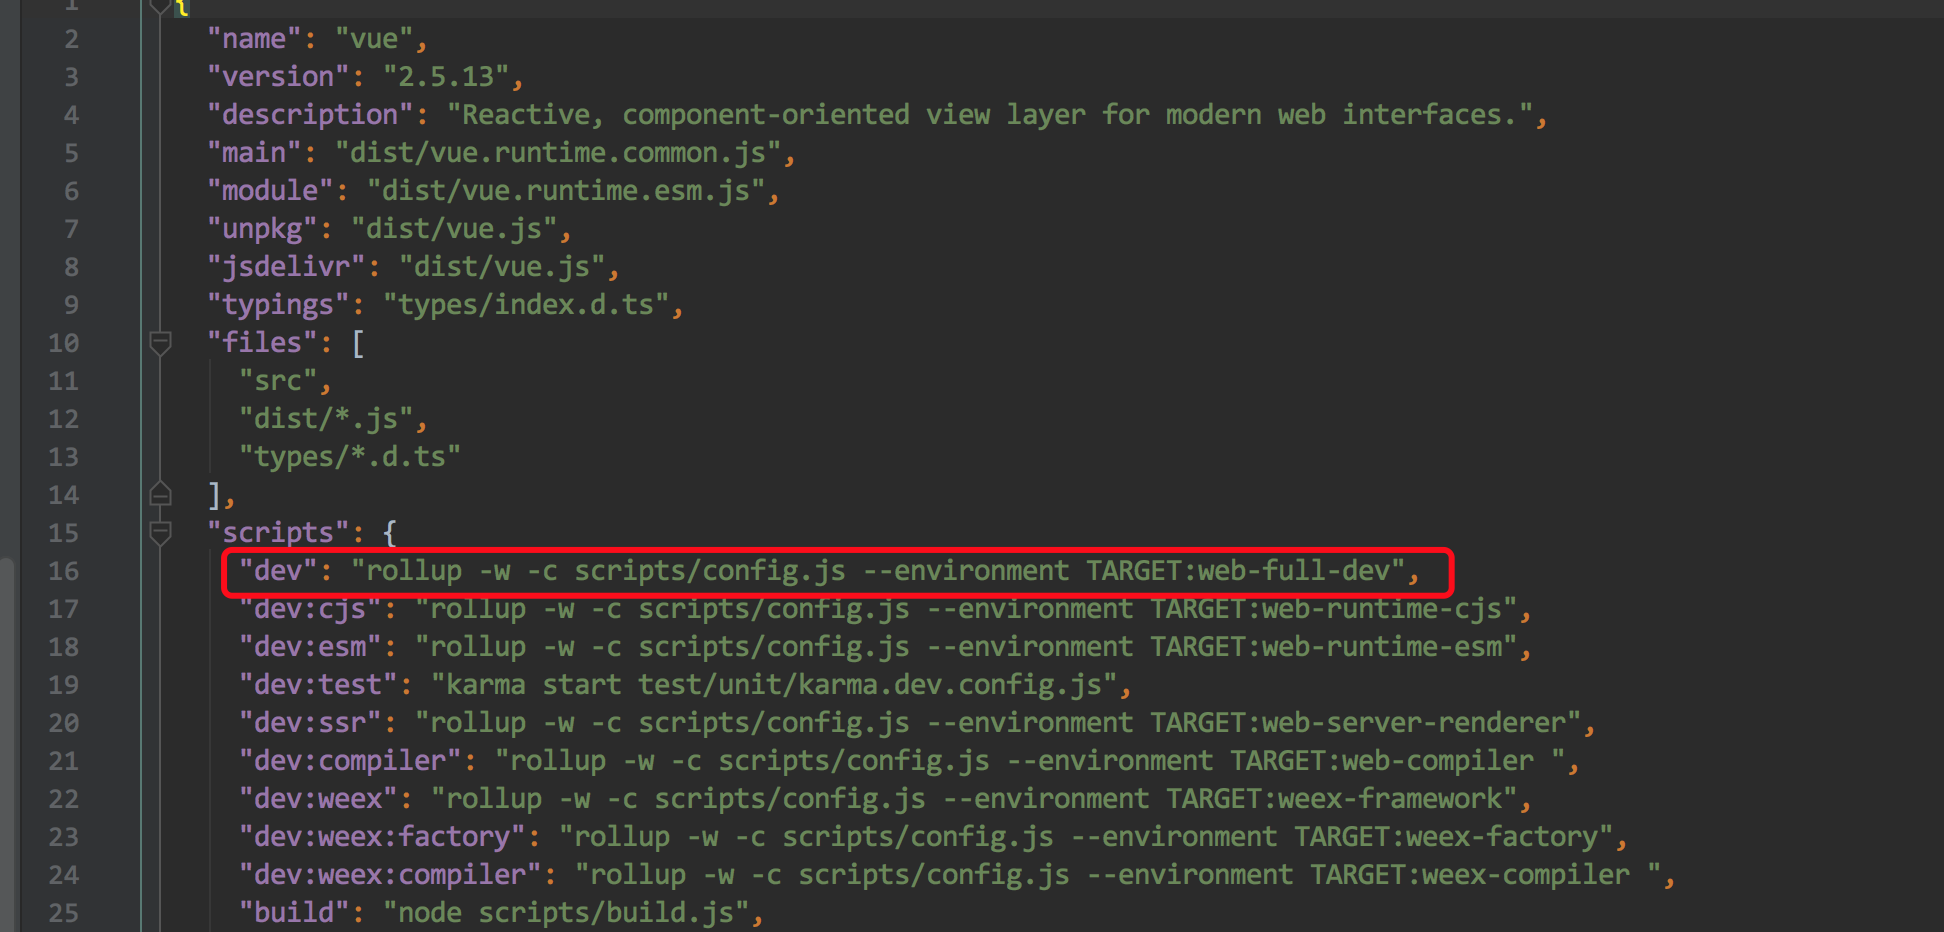 1 {
2 "name": "vue",
3 "version": "2.5.13",
4 "description": "Reactive, component-oriented view layer for modern web interfaces.",
5 "main": "dist/vue.runtime.common.js",
6 "module": "dist/vue.runtime.esm.js",
7 "unpkg": "dist/vue.js",
8 "jsdelivr": "dist/vue.js",
9 "typings": "types/index.d.ts",
10 "files": [
11 "src",
12 "dist/*.js",
13 "types/*.d.ts"
14 ],
15 "scripts": {
16 "dev": "rollup -w -c scripts/config.js --environment TARGET:web-full-dev",
17 "dev:cjs": "rollup -w -c scripts/config.js --environment TARGET:web-runtime-cjs",
18 "dev:esm": "rollup -w -c scripts/config.js --environment TARGET:web-runtime-esm",
19 "dev:test": "karma start test/unit/karma.dev.config.js",
20 "dev:ssr": "rollup -w -c scripts/config.js --environment TARGET:web-server-renderer",
21 "dev:compiler": "rollup -w -c scripts/config.js --environment TARGET:web-compiler ",
22 "dev:weex": "rollup -w -c scripts/config.js --environment TARGET:weex-framework",
23 "dev:weex:factory": "rollup -w -c scripts/config.js --environment TARGET:weex-factory",
24 "dev:weex:compiler": "rollup -w -c scripts/config.js --environment TARGET:weex-compiler ",
25 "build": "node scripts/build.js",